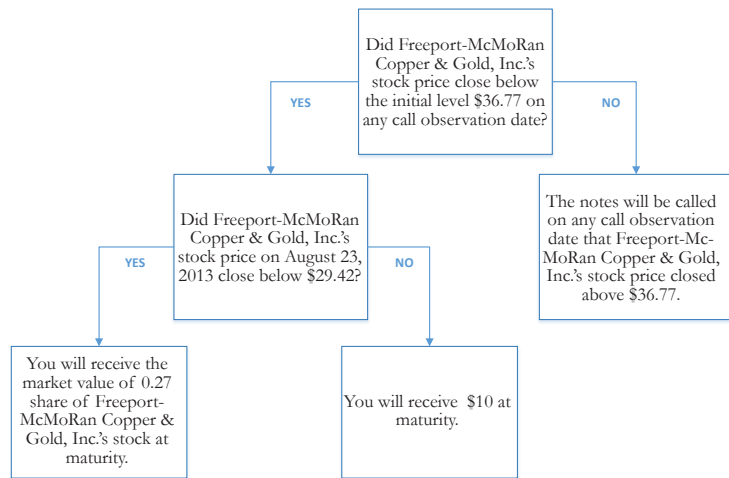 Did Freeport-McMoRan
Copper & Gold, Inc.'s
stock price close below
the initial level $36.77 on
any call observation date?
YES
NO
Did Freeport-McMoRan
Copper & Gold, Inc.'s
stock price on August 23,
2013 close below $29.42?
The notes will be called
on any call observation
date that Freeport-Mc-
MoRan Copper & Gold,
Inc.'s stock price closed
above $36.77.
YES
NO
You will receive the
market value of 0.27
share of Freeport-
McMoRan Copper &
Gold, Inc.'s stock at
maturity.
You will receive $10 at
maturity.